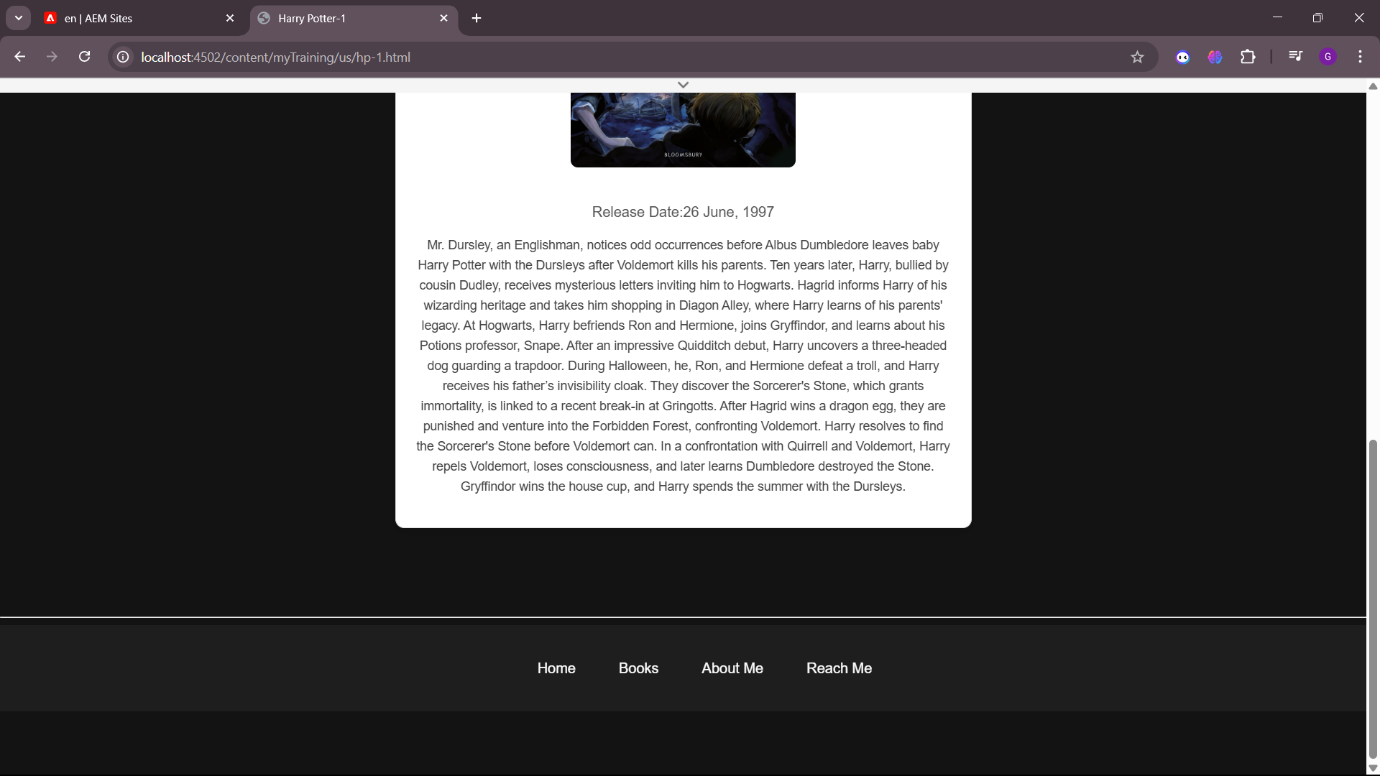 en | AEM Sites
Harry Potter-1
localhost:4502/content/myTraining/us/hp-1.html
G
BLOOMSBURY
Release Date:26 June, 1997
Mr. Dursley, an Englishman, notices odd occurrences before Albus Dumbledore leaves baby
Harry Potter with the Dursleys after Voldemort kills his parents. Ten years later, Harry, bullied by
cousin Dudley, receives mysterious letters inviting him to Hogwarts. Hagrid informs Harry of his
wizarding heritage and takes him shopping in Diagon Alley, where Harry learns of his parents'
legacy. At Hogwarts, Harry befriends Ron and Hermione, joins Gryffindor, and learns about his
Potions professor, Snape. After an impressive Quidditch debut, Harry uncovers a three-headed
dog guarding a trapdoor. During Halloween, he, Ron, and Hermione defeat a troll, and Harry
receives his father’s invisibility cloak. They discover the Sorcerer's Stone, which grants
immortality, is linked to a recent break-in at Gringotts. After Hagrid wins a dragon egg, they are
punished and venture into the Forbidden Forest, confronting Voldemort. Harry resolves to find
the Sorcerer's Stone before Voldemort can. In a confrontation with Quirrell and Voldemort, Harry
repels Voldemort, loses consciousness, and later learns Dumbledore destroyed the Stone.
Gryffindor wins the house cup, and Harry spends the summer with the Dursleys.
Home Books About Me Reach Me